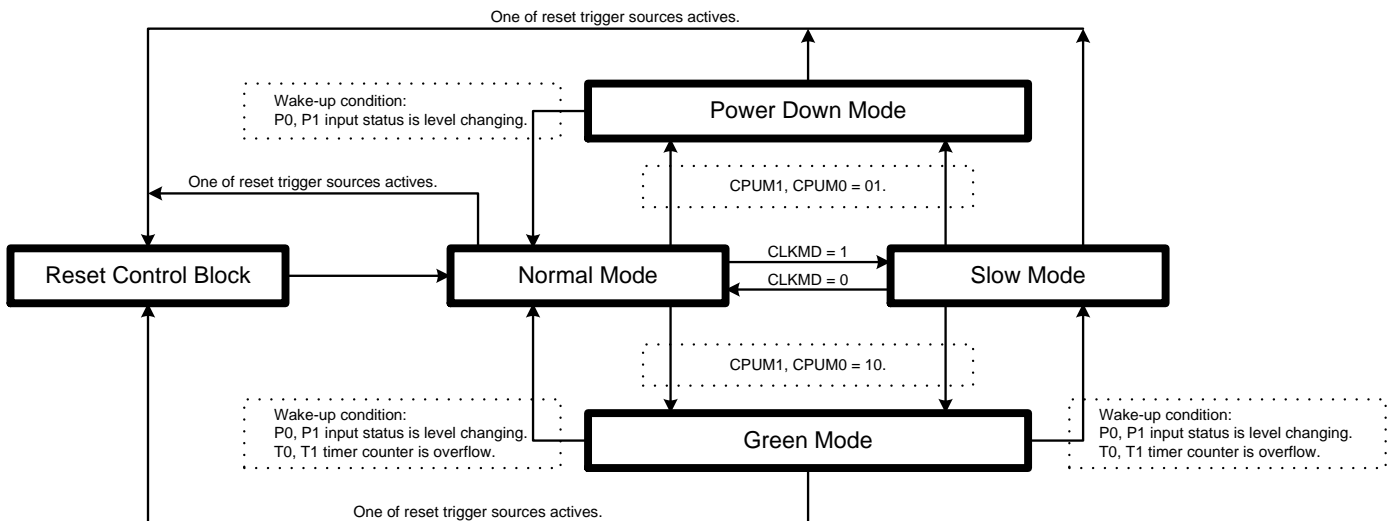 One of reset trigger sources actives.
Wake-up condition:
P0, P1 input status is level changing.
Power Down Mode
One of reset trigger sources actives.
CPUM1, CPUM0 = 01.
Reset Control Block
Normal Mode
CLKMD = 1
CLKMD = 0
Slow Mode
CPUM1, CPUM0 = 10.
Wake-up condition:
P0, P1 input status is level changing.
T0, T1 timer counter is overflow.
Green Mode
Wake-up condition:
P0, P1 input status is level changing.
T0, T1 timer counter is overflow.
One of reset trigger sources actives.